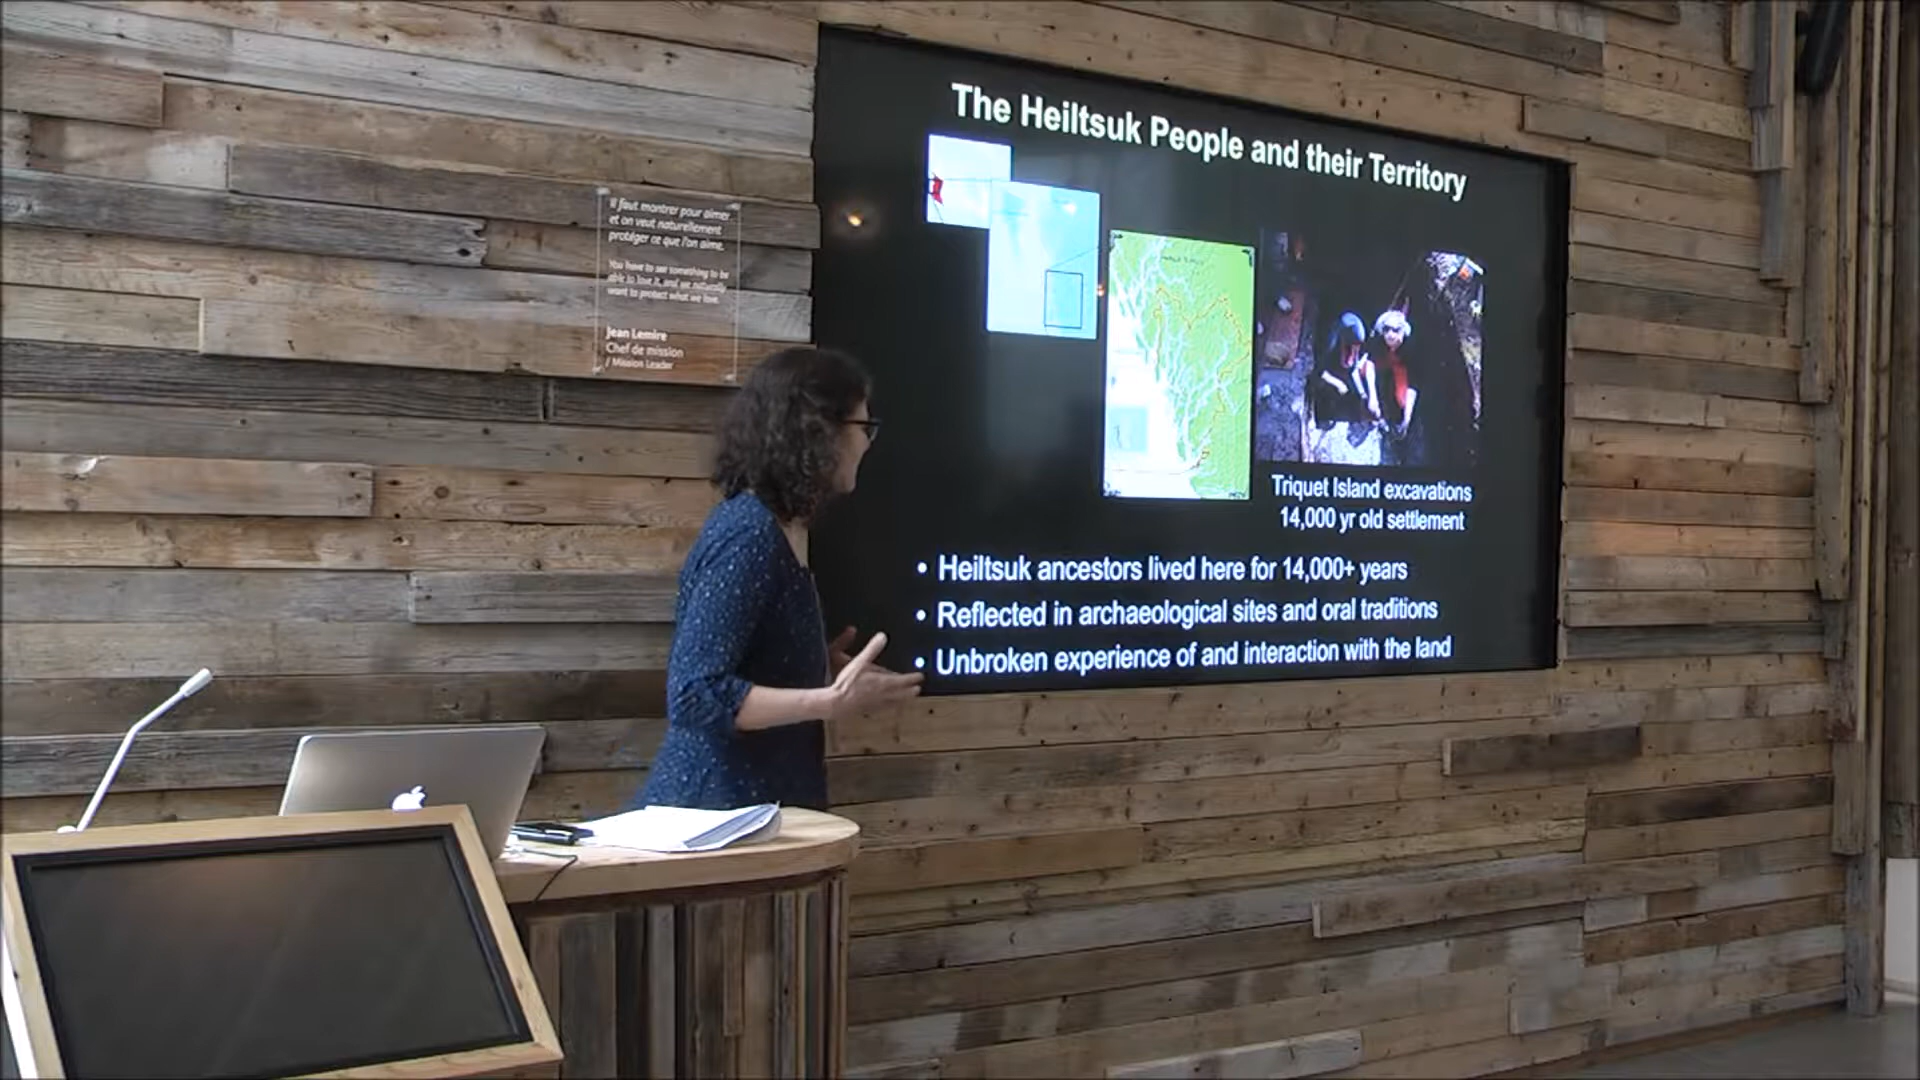 The Heiltsuk People and their Territory
Triquet Island excavations
14,000 yr old settlement
• Heiltsuk ancestors lived here for 14,000+ years
• Reflected in archaeological sites and oral traditions
• Unbroken experience of and interaction with the land
Il faut montrer pour aimer
et on veut naturellement
protéger ce que l'on aime.
You have to see something to be
able to love it, and we naturally
want to protect what we love.
Jean Lemire
Chef de mission
/ Mission Leader